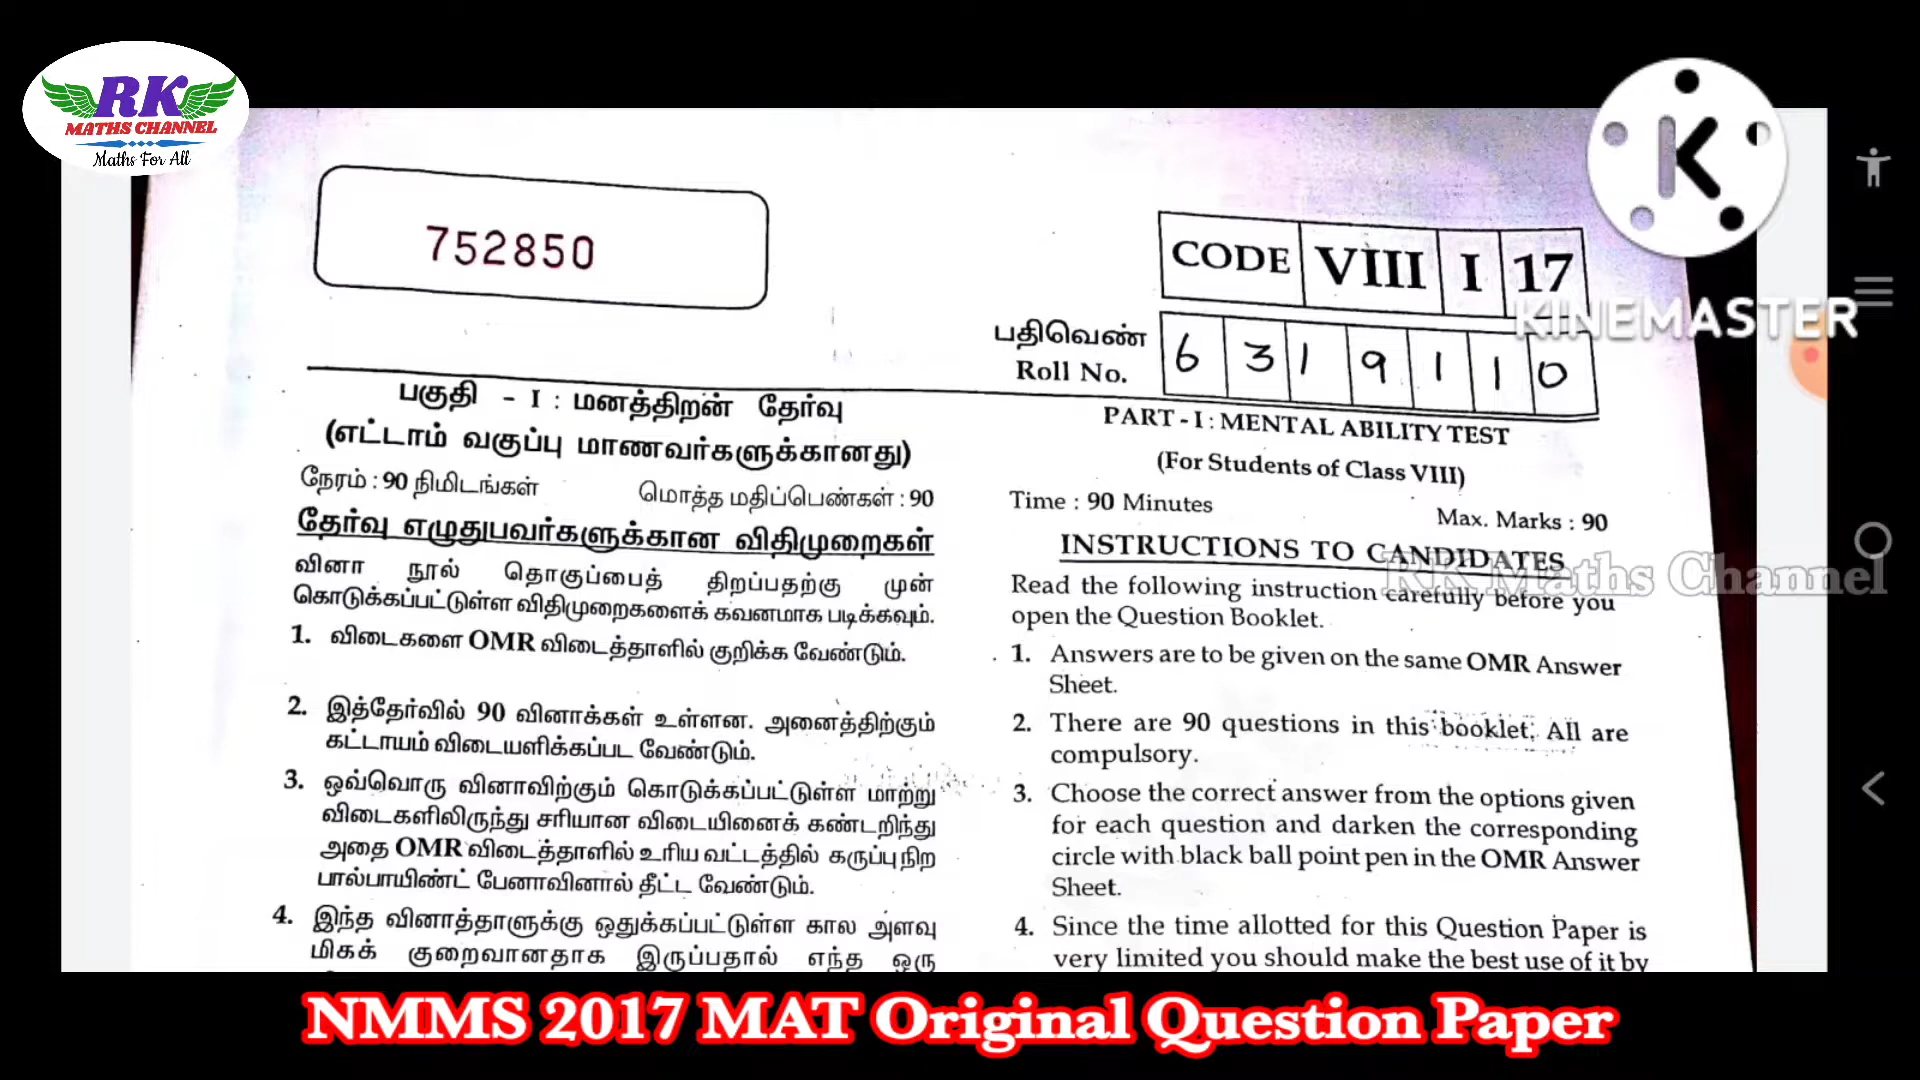 RK
MATHS CHANNEL
Maths For All
K
KINEMASTER
752850
CODE VIII I 17
பதிவெண்
Roll No.
6 3 1 9 1 1 0
பகுதி - I : மனத்திறன் தேர்வு
(எட்டாம் வகுப்பு மாணவர்களுக்கானது)
நேரம் : 90 நிமிடங்கள் மொத்த மதிப்பெண்கள் : 90
தேர்வு எழுதுபவர்களுக்கான விதிமுறைகள்
வினா நூல் தொகுப்பைத் திறப்பதற்கு முன்
கொடுக்கப்பட்டுள்ள விதிமுறைகளைக் கவனமாக படிக்கவும்.
1. விடைகளை OMR விடைத்தாளில் குறிக்க வேண்டும்.
2. இத்தேர்வில் 90 வினாக்கள் உள்ளன. அனைத்திற்கும்
கட்டாயம் விடையளிக்கப்பட வேண்டும்.
3. ஒவ்வொரு வினாவிற்கும் கொடுக்கப்பட்டுள்ள மாற்று
விடைகளிலிருந்து சரியான விடையினைக் கண்டறிந்து
அதை OMR விடைத்தாளில் உரிய வட்டத்தில் கருப்பு நிற
பால்பாயிண்ட் பேனாவினால் தீட்ட வேண்டும்.
4. இந்த வினாத்தாளுக்கு ஒதுக்கப்பட்டுள்ள கால அளவு
மிகக் குறைவானதாக இருப்பதால் எந்த ஒரு
PART - I : MENTAL ABILITY TEST
(For Students of Class VIII)
Time : 90 Minutes Max. Marks : 90
INSTRUCTIONS TO CANDIDATES
RK Maths Channel
Read the following instruction carefully before you
open the Question Booklet.
1. Answers are to be given on the same OMR Answer
Sheet.
2. There are 90 questions in this booklet. All are
compulsory.
3. Choose the correct answer from the options given
for each question and darken the corresponding
circle with black ball point pen in the OMR Answer
Sheet.
4. Since the time allotted for this Question Paper is
very limited you should make the best use of it by
NMMS 2017 MAT Original Question Paper